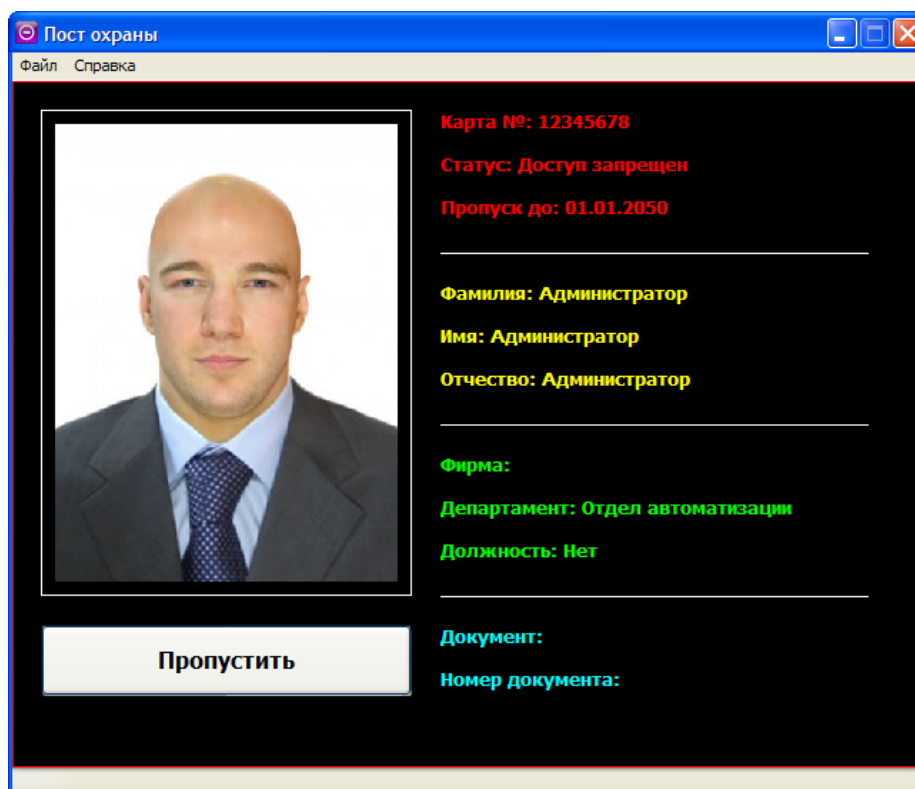 Пост охраны
Файл Справка
Карта №: 12345678
Статус: Доступ запрещен
Пропуск до: 01.01.2050
Фамилия: Администратор
Имя: Администратор
Отчество: Администратор
Фирма:
Департамент: Отдел автоматизации
Должность: Нет
Документ:
Номер документа:
Пропустить